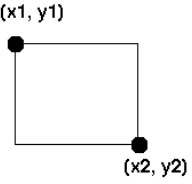 (x1, y1)
(x2, y2)